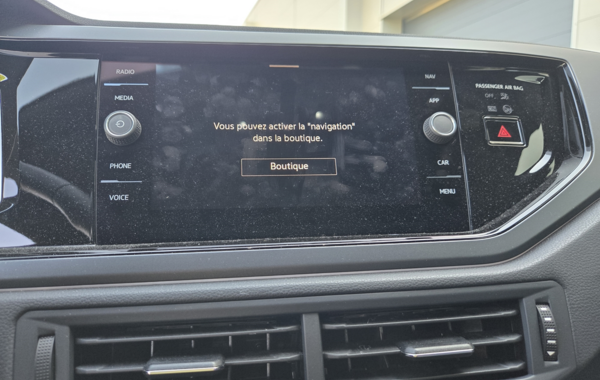 RADIO
MEDIA
PHONE
VOICE
Vous pouvez activer la "navigation"
dans la boutique.
Boutique
NAV
APP
CAR
MENU
PASSENGER AIR BAG
OFF